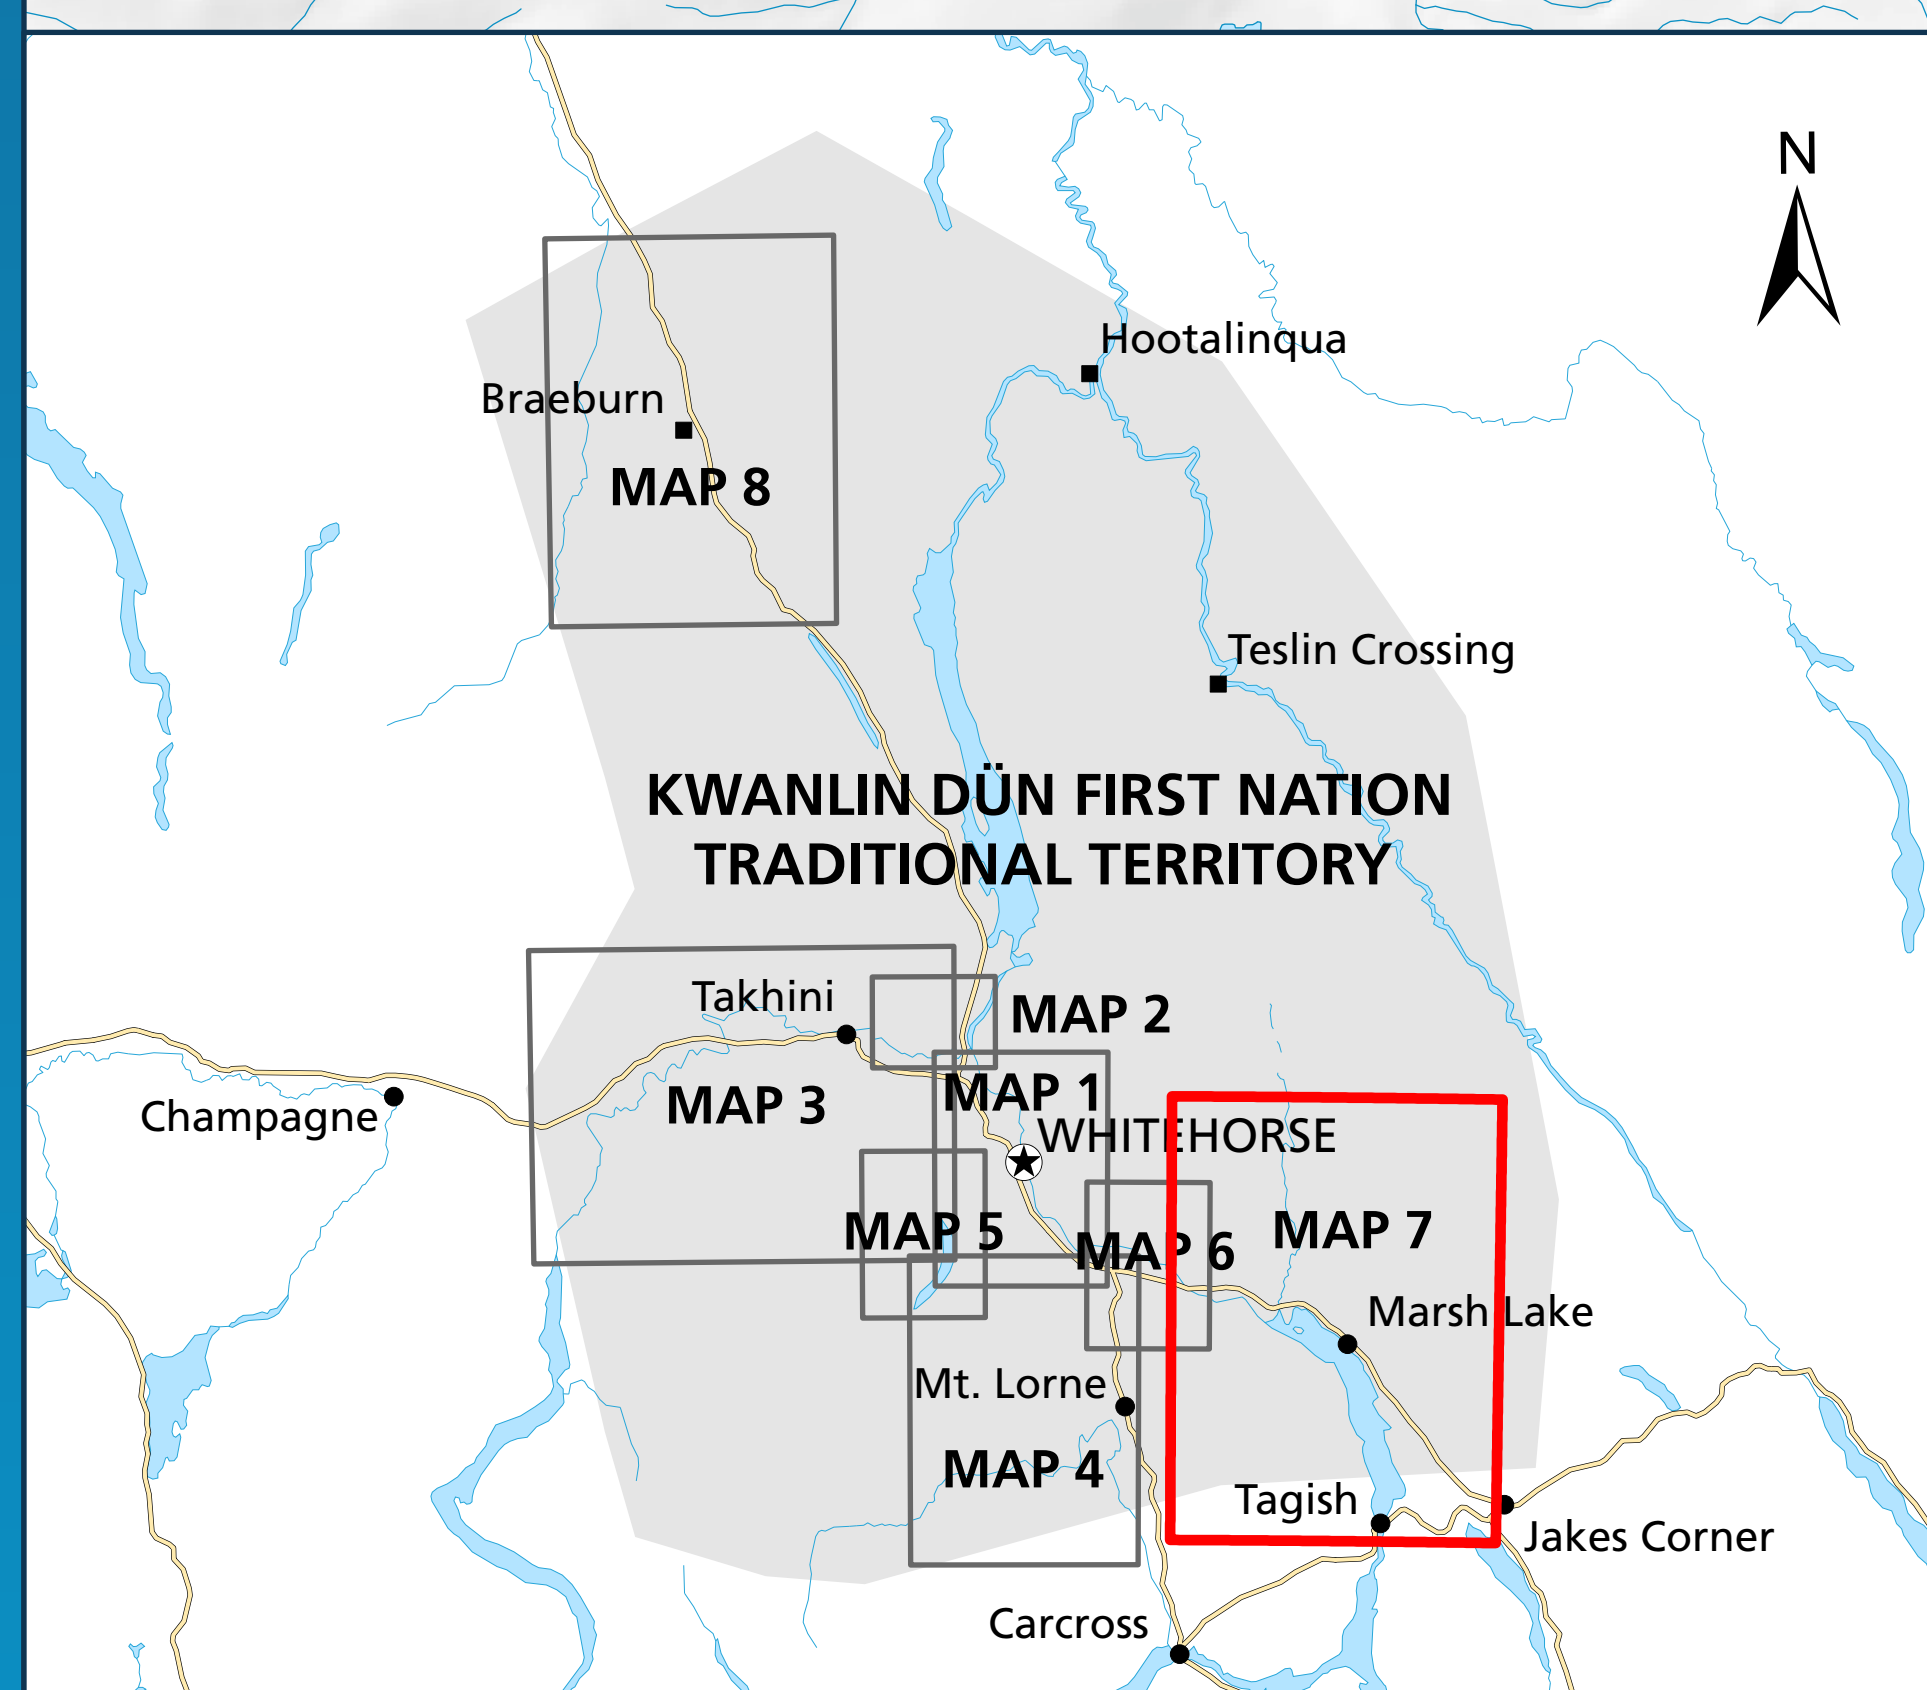 N
Hootalinqua
Braeburn
MAP 8
Teslin Crossing
KWANLIN DÜN FIRST NATION
TRADITIONAL TERRITORY
Takhini
MAP 2
MAP 1
MAP 3
Champagne
WHITEHORSE
MAP 5
MAP 6
MAP 7
Marsh Lake
Mt. Lorne
MAP 4
Tagish
Jakes Corner
Carcross